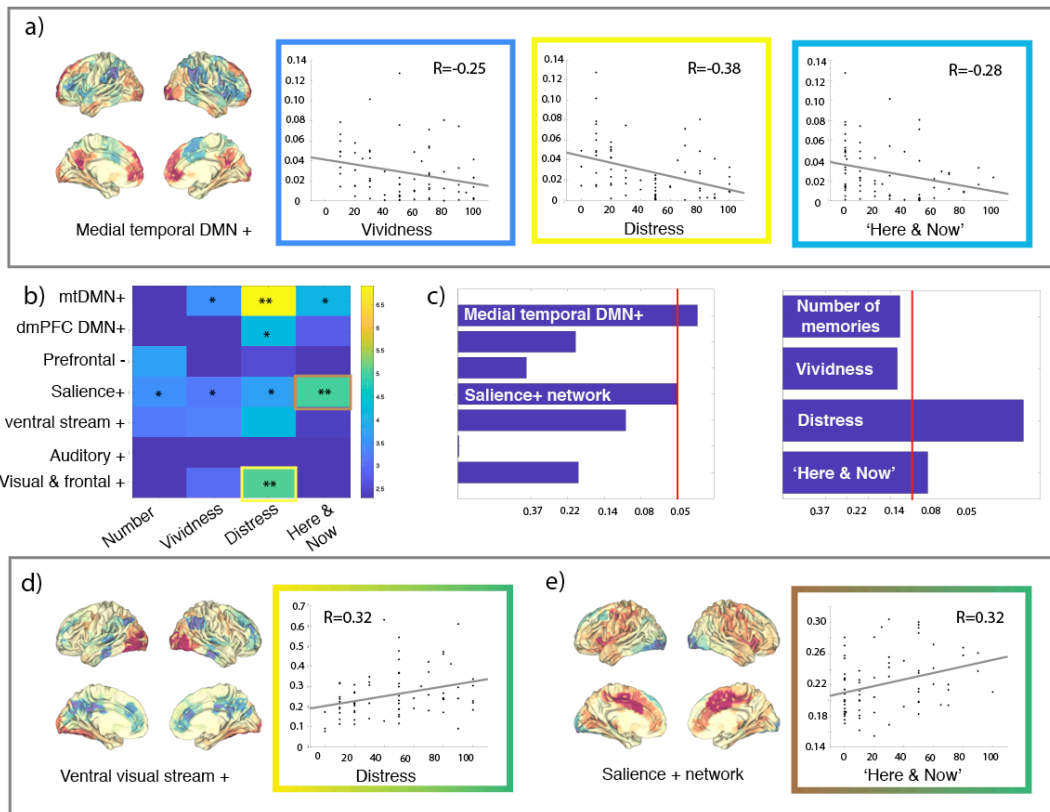 a)
0.14
0.12
0.10
0.08
0.06
0.04
0.02
0
R=-0.25
0 20 40 60 80 100
Vividness
0.14
0.12
0.10
0.08
0.06
0.04
0.02
0
R=-0.38
0 20 40 60 80 100
Distress
0.14
0.12
0.10
0.08
0.06
0.04
0.02
0
R=-0.28
0 20 40 60 80 100
'Here & Now'
Medial temporal DMN +
b)
mtDMN+
dmPFC DMN+
Prefrontal -
Salience+
ventral stream +
Auditory +
Visual & frontal +
* ** *
*
* * * **
**
6.5
6
5.5
5
4.5
4
3.5
3
2.5
Number
Vividness
Distress
Here &
Now
c)
Medial temporal DMN+
Salience+ network
0.37 0.22 0.14 0.08 0.05
Number of
memories
Vividness
Distress
'Here & Now'
0.37 0.22 0.14 0.08 0.05
d)
0.7
0.6
0.5
0.4
0.3
0.2
0.1
0
R=0.32
0 20 40 60 80 100
Distress
Ventral visual stream +
e)
0.30
0.26
0.22
0.18
0.14
R=0.32
0 20 40 60 80 100
'Here & Now'
Salience + network